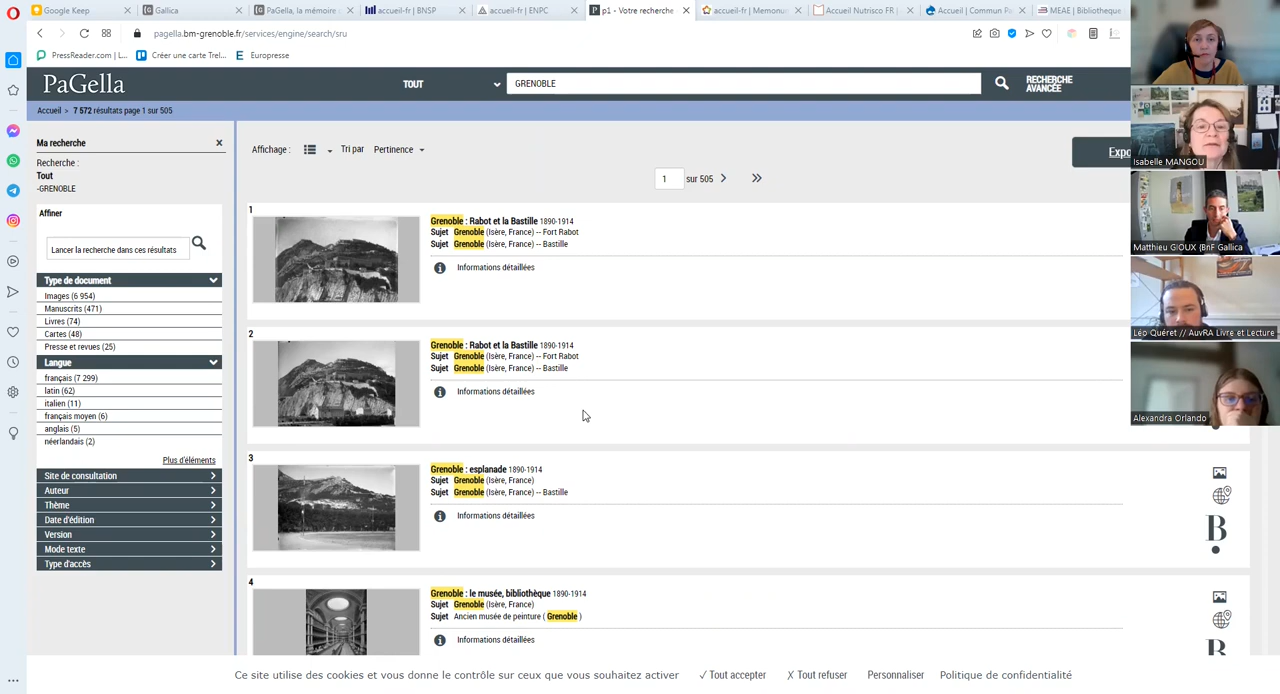 Google Keep
Gallica
PaGella, la mémoire
accueil-fr | BNSP
accueil-fr | ENPC
p1 - Votre recherche
accueil-fr | Memonum
Accueil Nutrisco FR |
Accueil | Commun Pa
MEAE | Bibliothèque
pagella.bm-grenoble.fr/services/engine/search/sru
PressReader.com | L...
Créer une carte Trel...
Europresse
PaGella
TOUT
GRENOBLE
RECHERCHE
AVANCÉE
Accueil > 7 572 résultats page 1 sur 505
Ma recherche
Recherche :
Tout
-GRENOBLE
Affiner
Lancer la recherche dans ces résultats
Type de document
Images (6 954)
Manuscrits (471)
Livres (74)
Cartes (48)
Presse et revues (25)
Langue
français (7 299)
latin (62)
italien (11)
français moyen (6)
anglais (5)
néerlandais (2)
Plus d'éléments
Site de consultation
Auteur
Thème
Date d'édition
Version
Mode texte
Type d'accès
Affichage :
Tri par Pertinence
Expo
1 sur 505
1
Grenoble : Rabot et la Bastille 1890-1914
Sujet Grenoble (Isère, France) -- Fort Rabot
Sujet Grenoble (Isère, France) -- Bastille
Informations détaillées
2
Grenoble : Rabot et la Bastille 1890-1914
Sujet Grenoble (Isère, France) -- Fort Rabot
Sujet Grenoble (Isère, France) -- Bastille
Informations détaillées
3
Grenoble : esplanade 1890-1914
Sujet Grenoble (Isère, France)
Sujet Grenoble (Isère, France) -- Bastille
Informations détaillées
B
4
Grenoble : le musée, bibliothèque 1890-1914
Sujet Grenoble (Isère, France)
Sujet Ancien musée de peinture ( Grenoble )
Informations détaillées
Isabelle MANGOU
Matthieu GIOUX (BnF Gallica
Léo Quéret // AuvRA Livre et Lecture
Alexandra Orlando
Ce site utilise des cookies et vous donne le contrôle sur ceux que vous souhaitez activer
✓ Tout accepter
✗ Tout refuser
Personnaliser
Politique de confidentialité